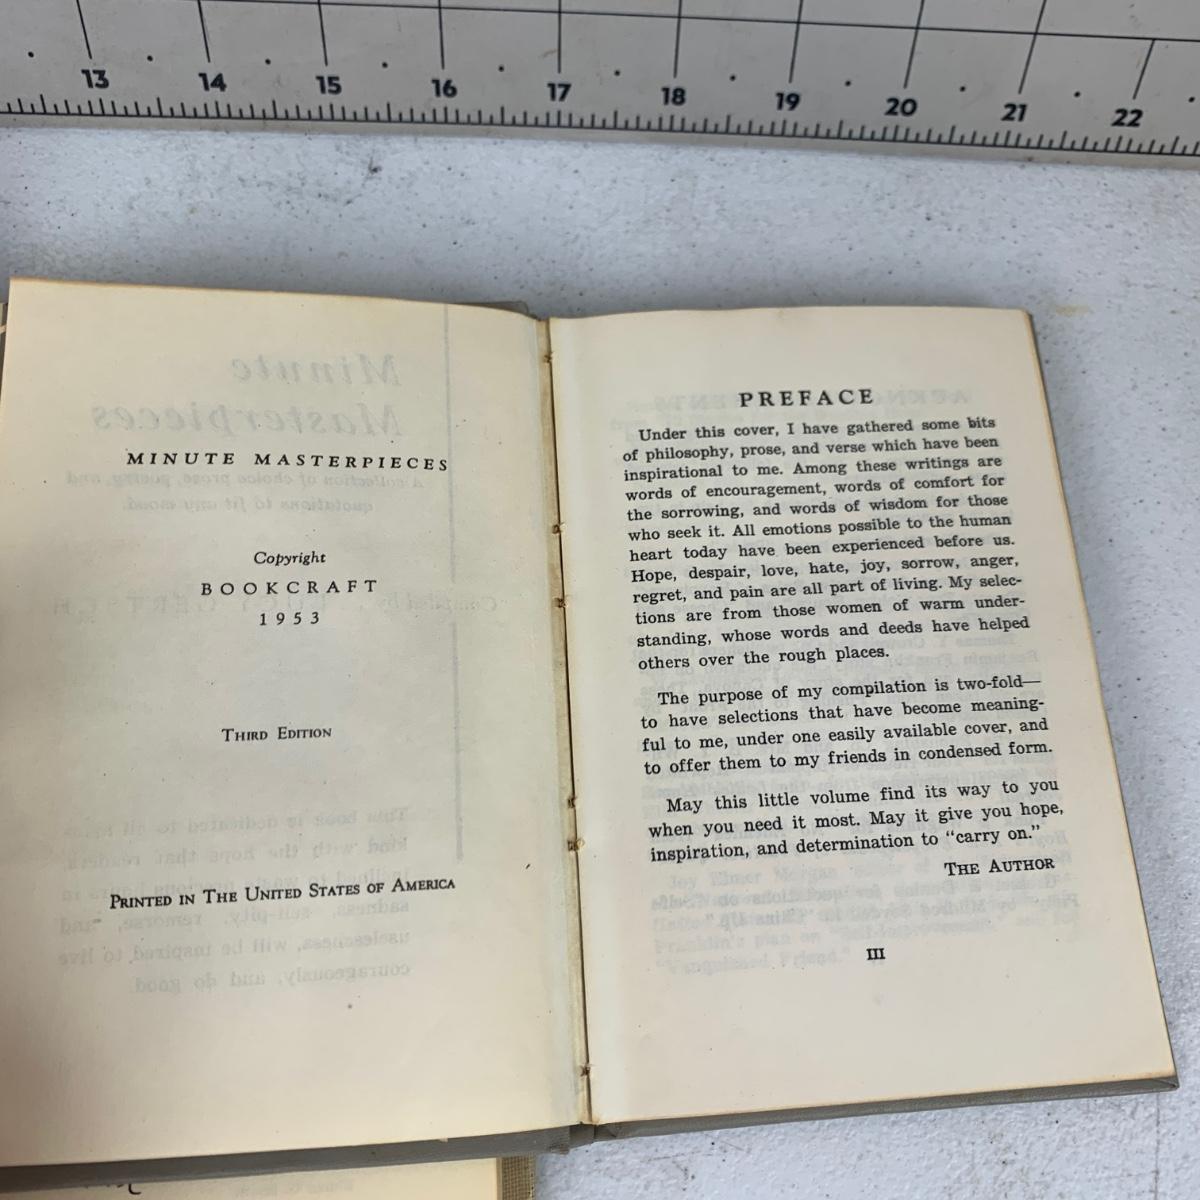 13 14 15 16 17 18 19 20 21 22
MINUTE MASTERPIECES
Copyright
BOOKCRAFT
1953
THIRD EDITION
PRINTED IN THE UNITED STATES OF AMERICA
PREFACE
Under this cover, I have gathered some bits
of philosophy, prose, and verse which have been
inspirational to me. Among these writings are
words of encouragement, words of comfort for
the sorrowing, and words of wisdom for those
who seek it. All emotions possible to the human
heart today have been experienced before us.
Hope, despair, love, hate, joy, sorrow, anger,
regret, and pain are all part of living. My selec-
tions are from those women of warm under-
standing, whose words and deeds have helped
others over the rough places.
The purpose of my compilation is two-fold—
to have selections that have become meaning-
ful to me, under one easily available cover, and
to offer them to my friends in condensed form.
May this little volume find its way to you
when you need it most. May it give you hope,
inspiration, and determination to “carry on.”
THE AUTHOR
III